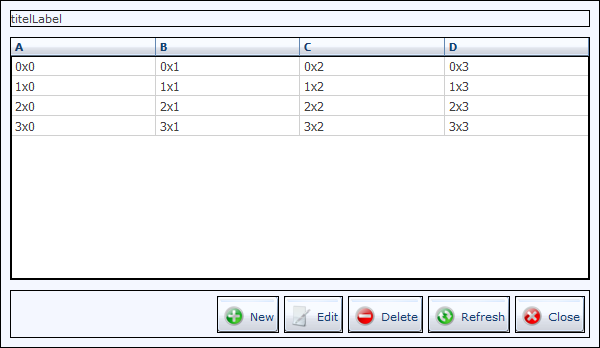 titelLabel
A B C D
0x0 0x1 0x2 0x3
1x0 1x1 1x2 1x3
2x0 2x1 2x2 2x3
3x0 3x1 3x2 3x3
New Edit Delete Refresh Close